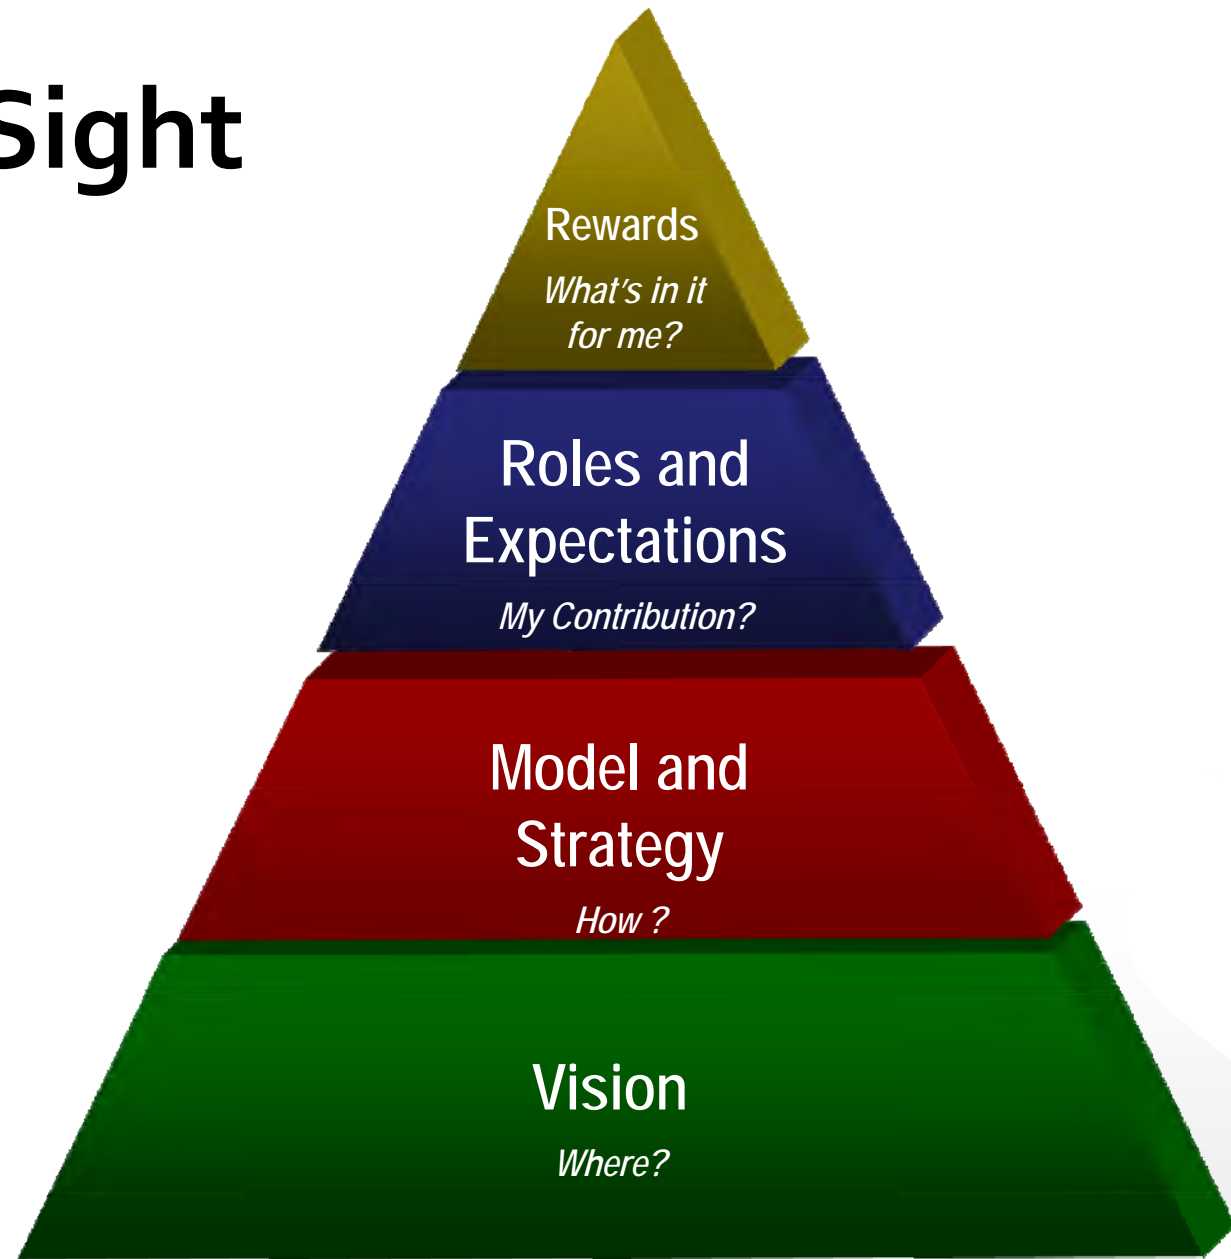 Sight
Rewards
What's in it
for me?
Roles and
Expectations
My Contribution?
Model and
Strategy
How ?
Vision
Where?